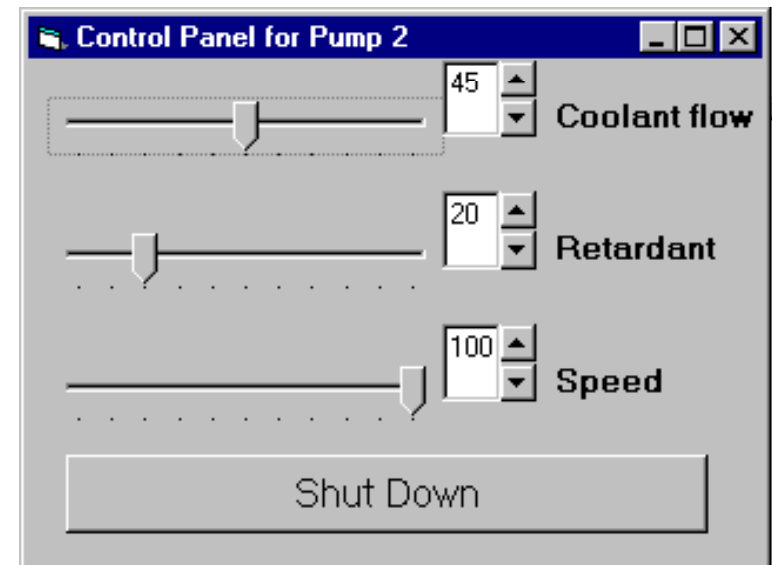 Control Panel for Pump 2
45
Coolant flow
20
Retardant
100
Speed
Shut Down